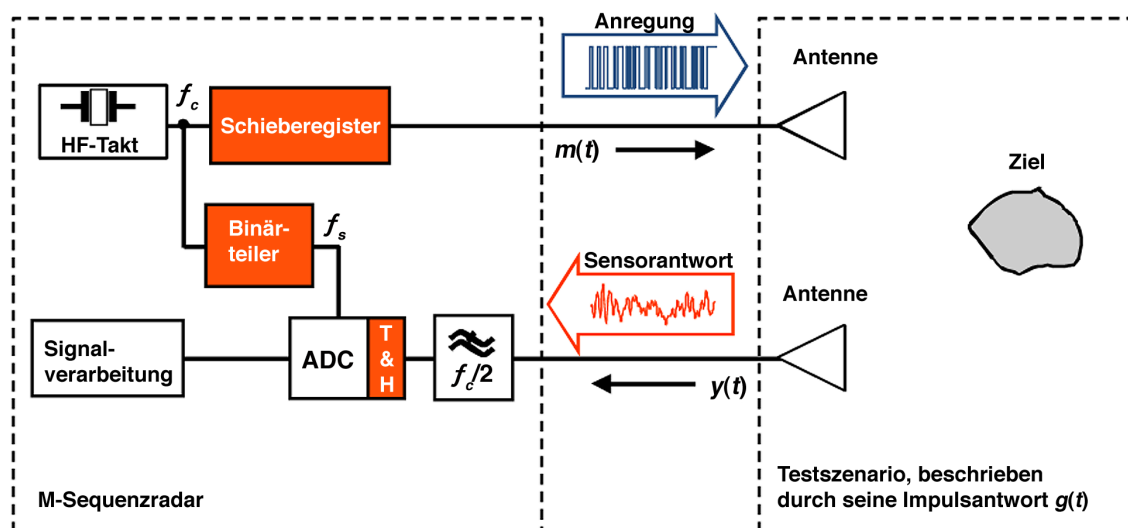 Anregung
Antenne
f_c
HF-Takt
Schieberegister
m(t)
Ziel
Binär-
teiler
f_s
Sensorantwort
Antenne
Signal-
verarbeitung
ADC
T
&
H
f_c/2
y(t)
M-Sequenzradar
Testszenario, beschrieben
durch seine Impulsantwort g(t)